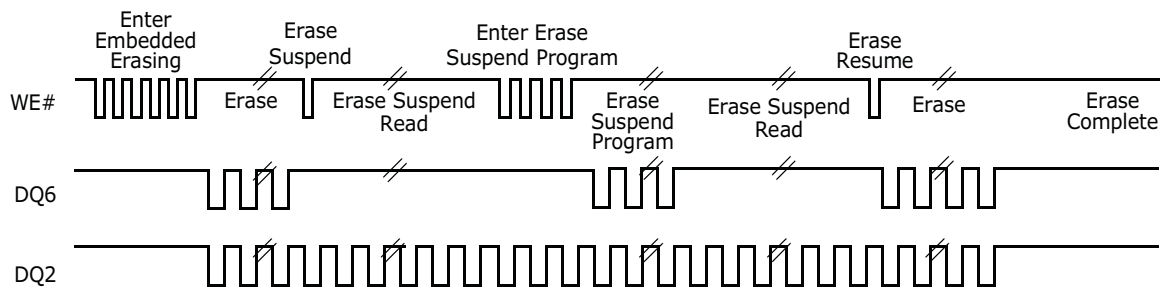 Enter
Embedded
Erasing
Erase
Suspend
Enter Erase
Suspend Program
Erase
Resume
WE#
Erase
Erase Suspend
Read
Erase
Suspend
Program
Erase Suspend
Read
Erase
Erase
Complete
DQ6
DQ2